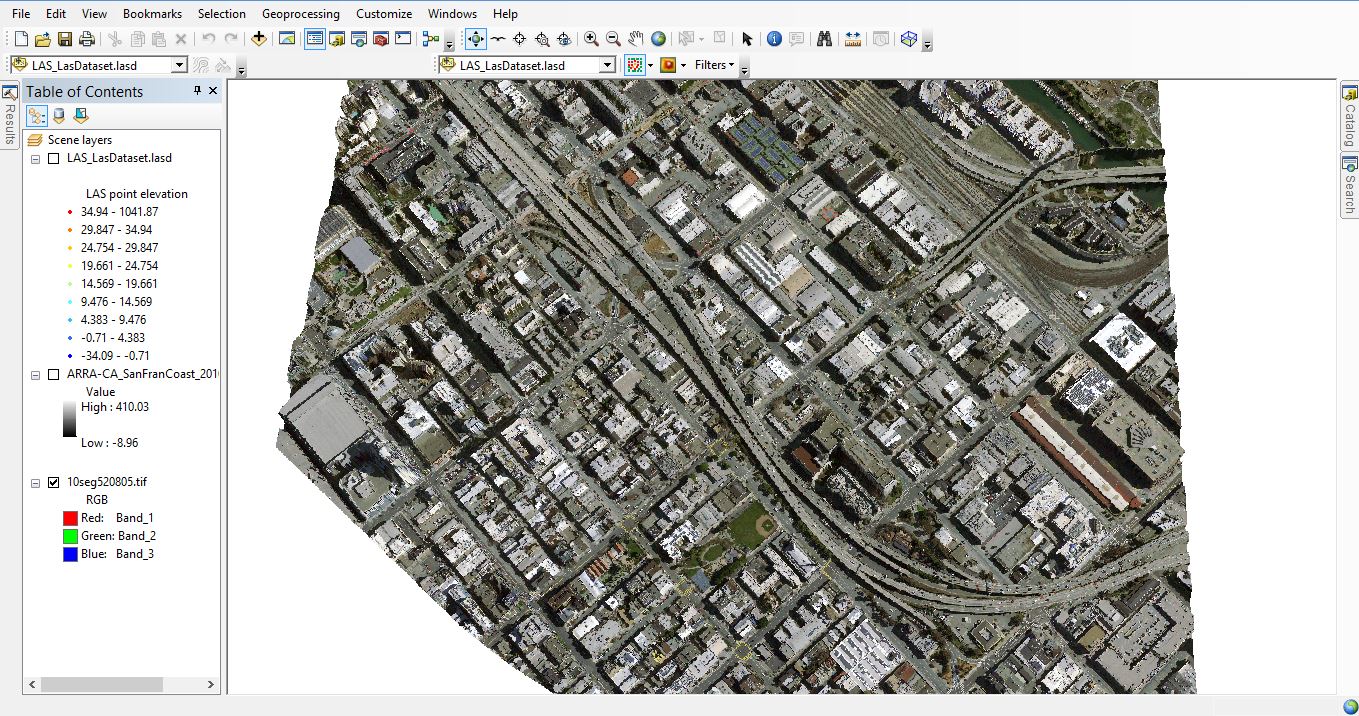 File Edit View Bookmarks Selection Geoprocessing Customize Windows Help
LAS_LasDataset.lasd LAS_LasDataset.lasd Filters
Results
Table of Contents
Scene layers
LAS_LasDataset.lasd
LAS point elevation
34.94 - 1041.87
29.847 - 34.94
24.754 - 29.847
19.661 - 24.754
14.569 - 19.661
9.476 - 14.569
4.383 - 9.476
-0.71 - 4.383
-34.09 - -0.71
ARRA-CA_SanFranCoast_201
Value
High : 410.03
Low : -8.96
10seg520805.tif
RGB
Red: Band_1
Green: Band_2
Blue: Band_3
Catalog
Search